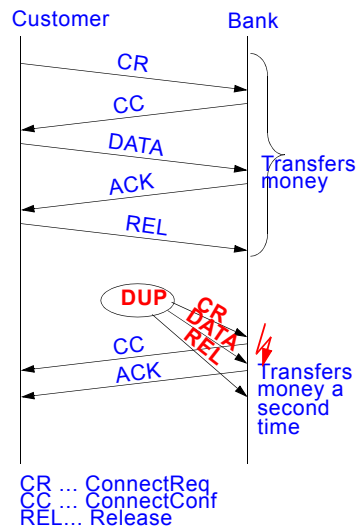 Customer
Bank
CR
CC
DATA
Transfers
money
ACK
REL
DUP
CR
DATA
REL
CC
ACK
Transfers
money a
second
time
CR ... ConnectReq
CC ... ConnectConf
REL... Release